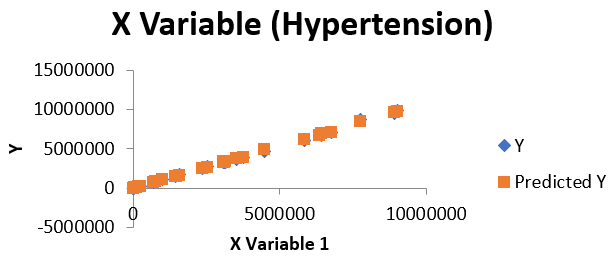 X Variable (Hypertension)
15000000
10000000
5000000
0
-5000000
Y
0
5000000
10000000
X Variable 1
Y
Predicted Y